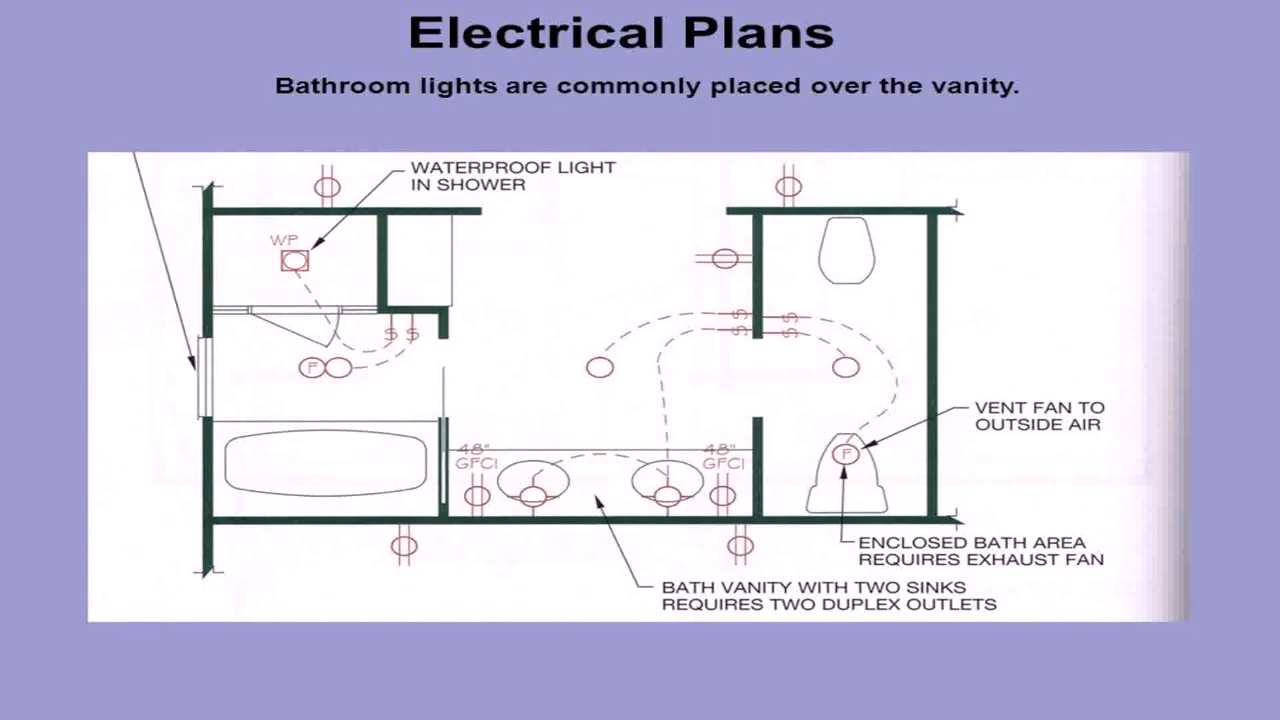 Electrical Plans
Bathroom lights are commonly placed over the vanity.
WATERPROOF LIGHT
IN SHOWER
WP
$ $
$ $
$ $
F
48"
GFCI
48"
GFCI
F
VENT FAN TO
OUTSIDE AIR
ENCLOSED BATH AREA
REQUIRES EXHAUST FAN
BATH VANITY WITH TWO SINKS
REQUIRES TWO DUPLEX OUTLETS